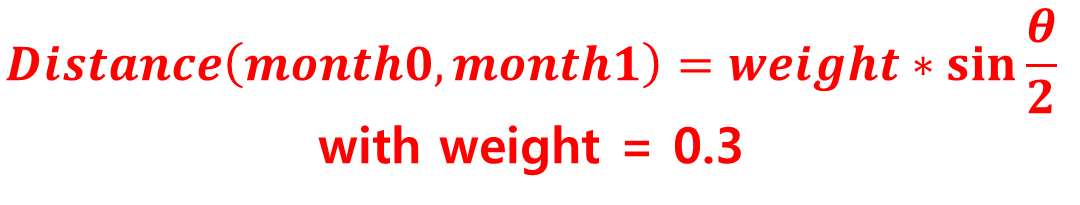 Distance(month0, month1) = weight * sin θ/2
with weight = 0.3